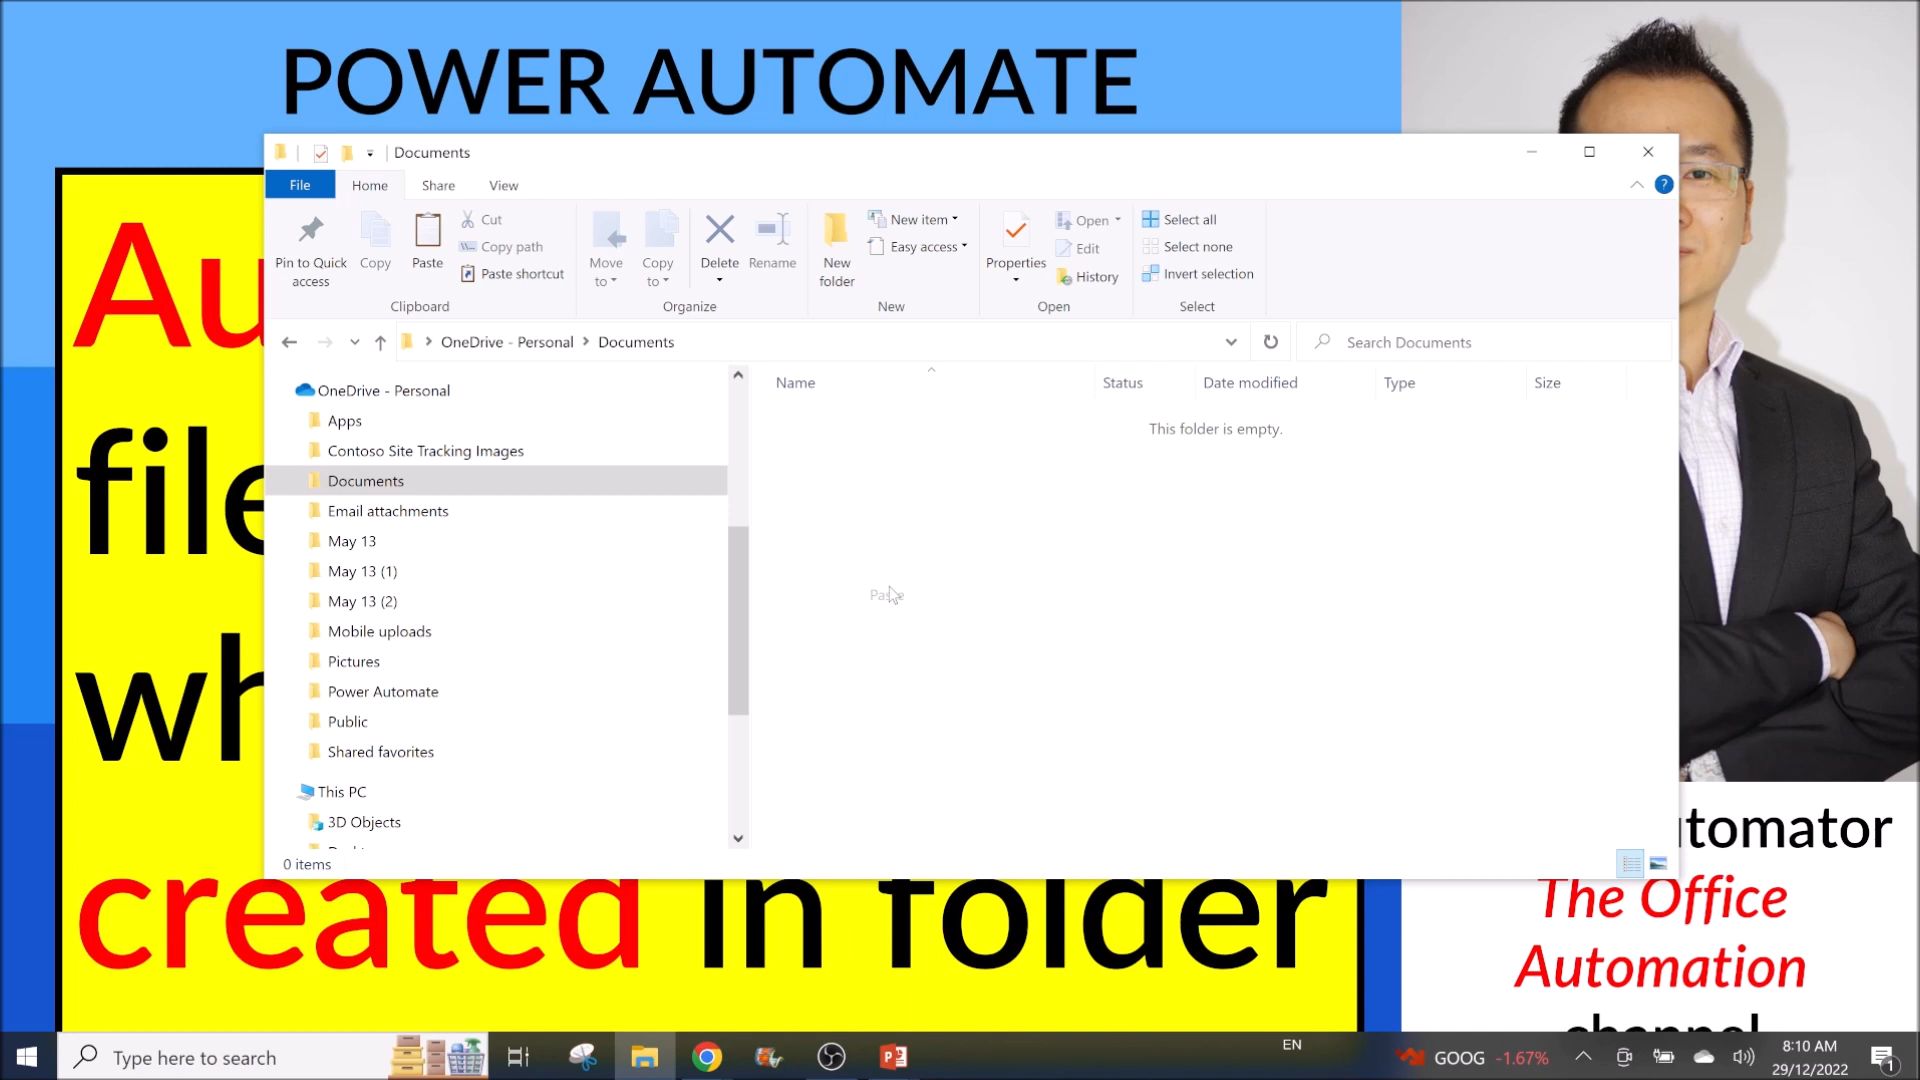 POWER AUTOMATE
Documents
File Home Share View
Pin to Quick access
Copy
Paste
Cut
Copy path
Paste shortcut
Clipboard
Move to
Copy to
Delete
Rename
Organize
New folder
New item
Easy access
New
Properties
Open
Edit
History
Open
Select all
Select none
Invert selection
Select
OneDrive - Personal
Documents
Search Documents
OneDrive - Personal
Apps
Contoso Site Tracking Images
Documents
Email attachments
May 13
May 13 (1)
May 13 (2)
Mobile uploads
Pictures
Power Automate
Public
Shared favorites
This PC
3D Objects
Name Status Date modified Type Size
This folder is empty.
Paste
0 items
Au
file
wh
created in folder
tomator
The Office
Automation
channel
Type here to search
EN
GOOG -1.67%
8:10 AM
29/12/2022
1